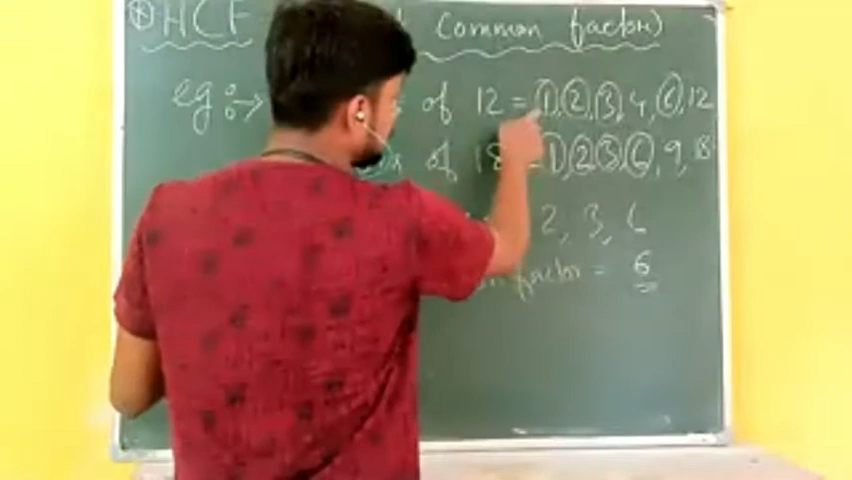 HCF common factor)
eg:→ of 12 = 1, 2, 3, 4, 6, 12
of 18 = 1, 2, 3, 6, 9, 18
2, 3, 6
factor = 6